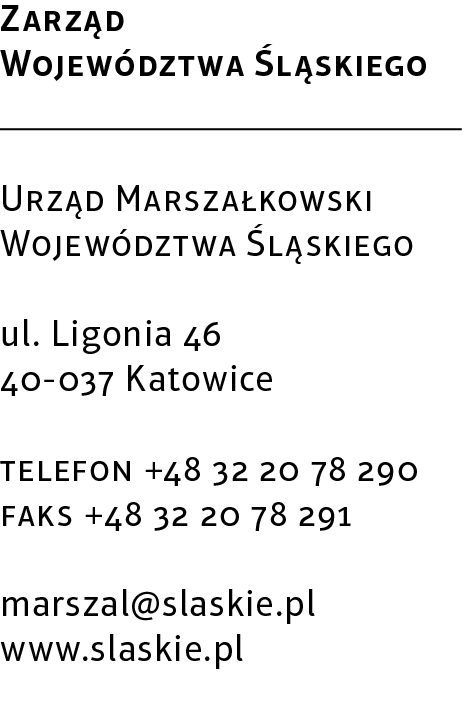 Zarząd
Województwa Śląskiego
Urząd Marszałkowski
Województwa Śląskiego
ul. Ligonia 46
40-037 Katowice
telefon +48 32 20 78 290
faks +48 32 20 78 291
marszal@slaskie.pl
www.slaskie.pl